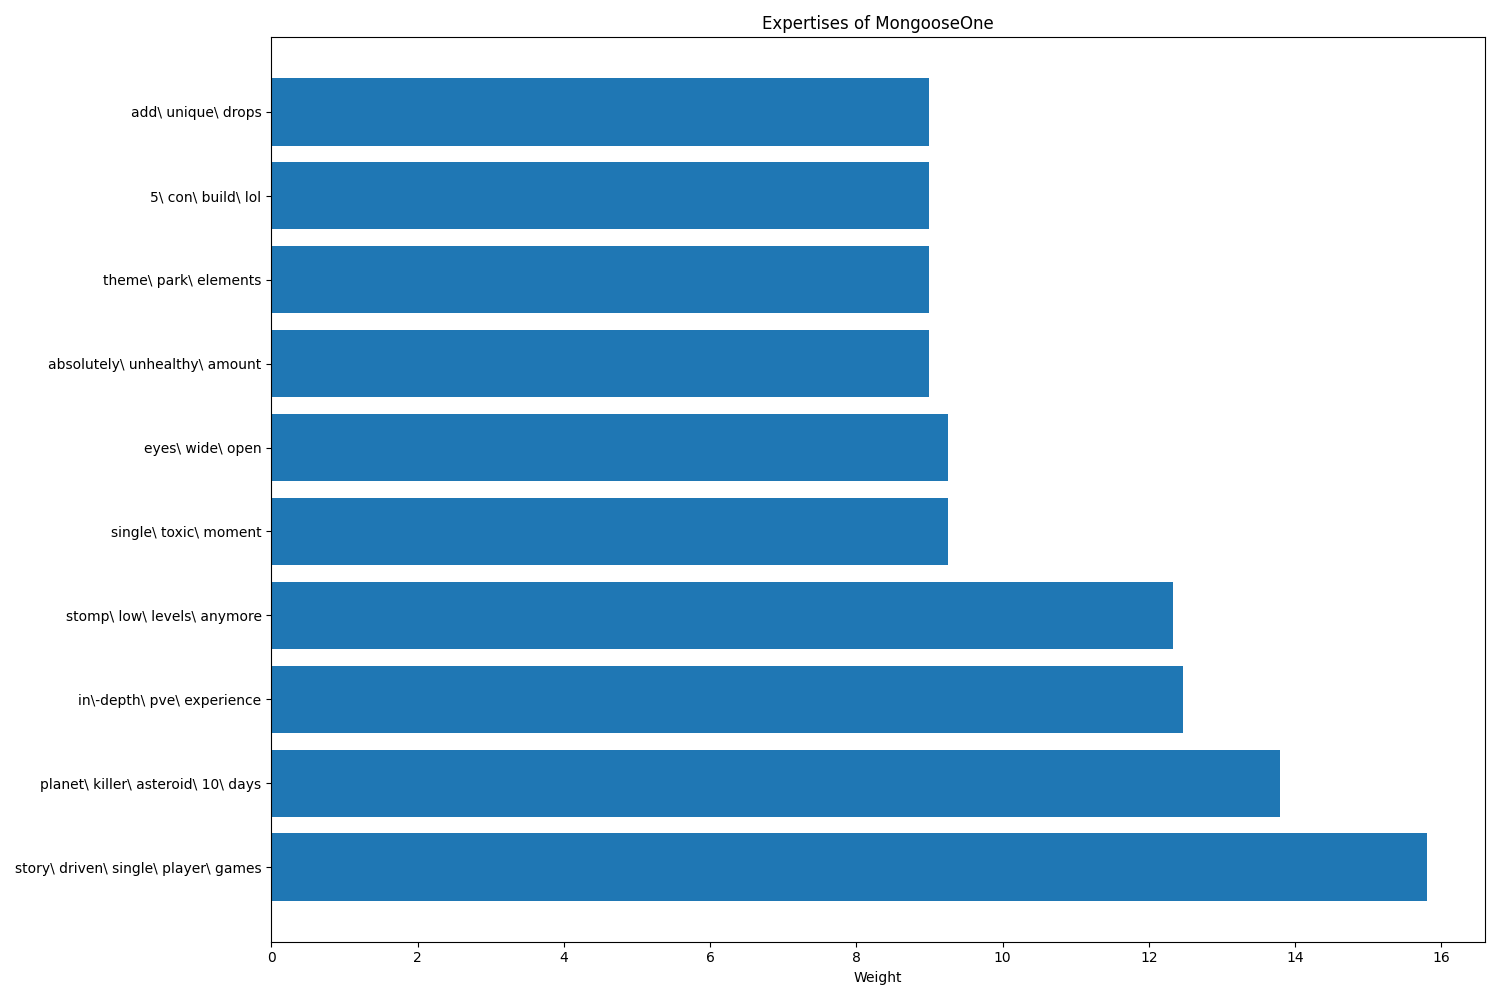 Expertises of MongooseOne
add\ unique\ drops
5\ con\ build\ lol
theme\ park\ elements
absolutely\ unhealthy\ amount
eyes\ wide\ open
single\ toxic\ moment
stomp\ low\ levels\ anymore
in\-depth\ pve\ experience
planet\ killer\ asteroid\ 10\ days
story\ driven\ single\ player\ games
0 2 4 6 8 10 12 14 16
Weight